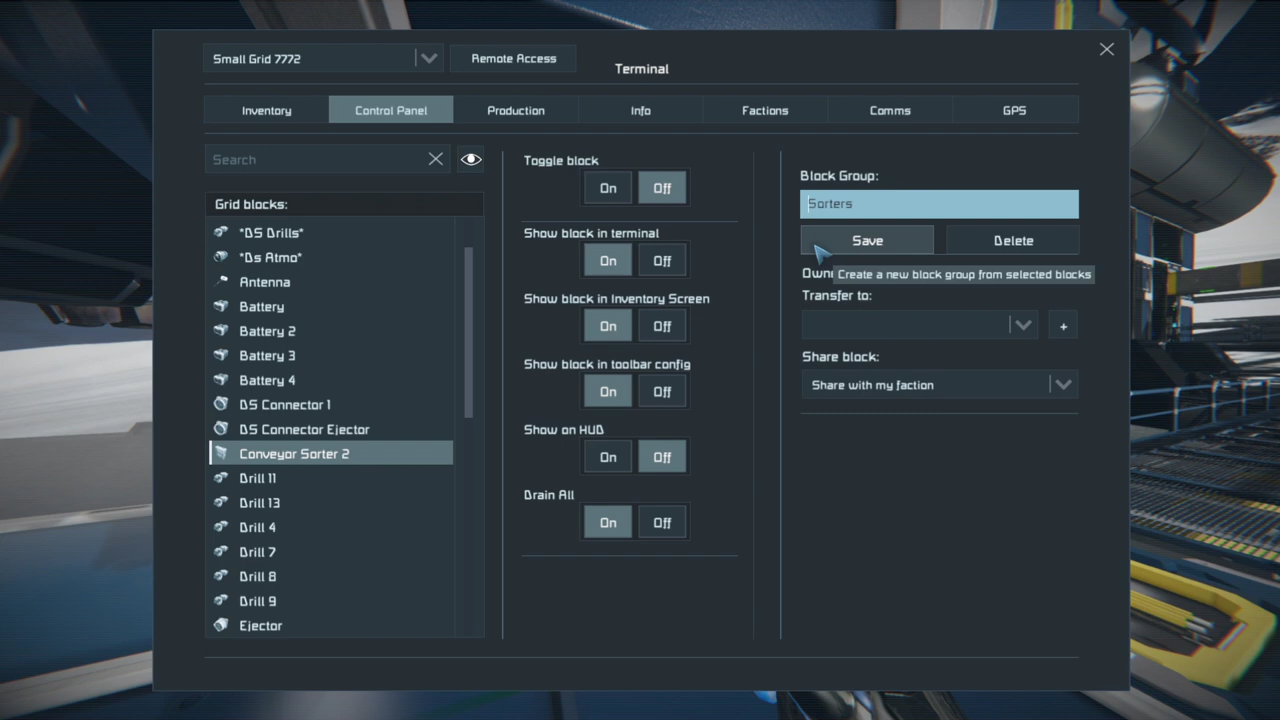 Small Grid 7772
Remote Access
Terminal
Inventory
Control Panel
Production
Info
Factions
Comms
GPS
Search
Grid blocks:
*DS Drills*
*Ds Atmo*
Antenna
Battery
Battery 2
Battery 3
Battery 4
DS Connector 1
DS Connector Ejector
Conveyor Sorter 2
Drill 11
Drill 13
Drill 4
Drill 7
Drill 8
Drill 9
Ejector
Toggle block
On Off
Show block in terminal
On Off
Show block in Inventory Screen
On Off
Show block in toolbar config
On Off
Show on HUD
On Off
Drain All
On Off
Block Group:
Sorters
Save Delete
Create a new block group from selected blocks
Transfer to:
+
Share block:
Share with my faction